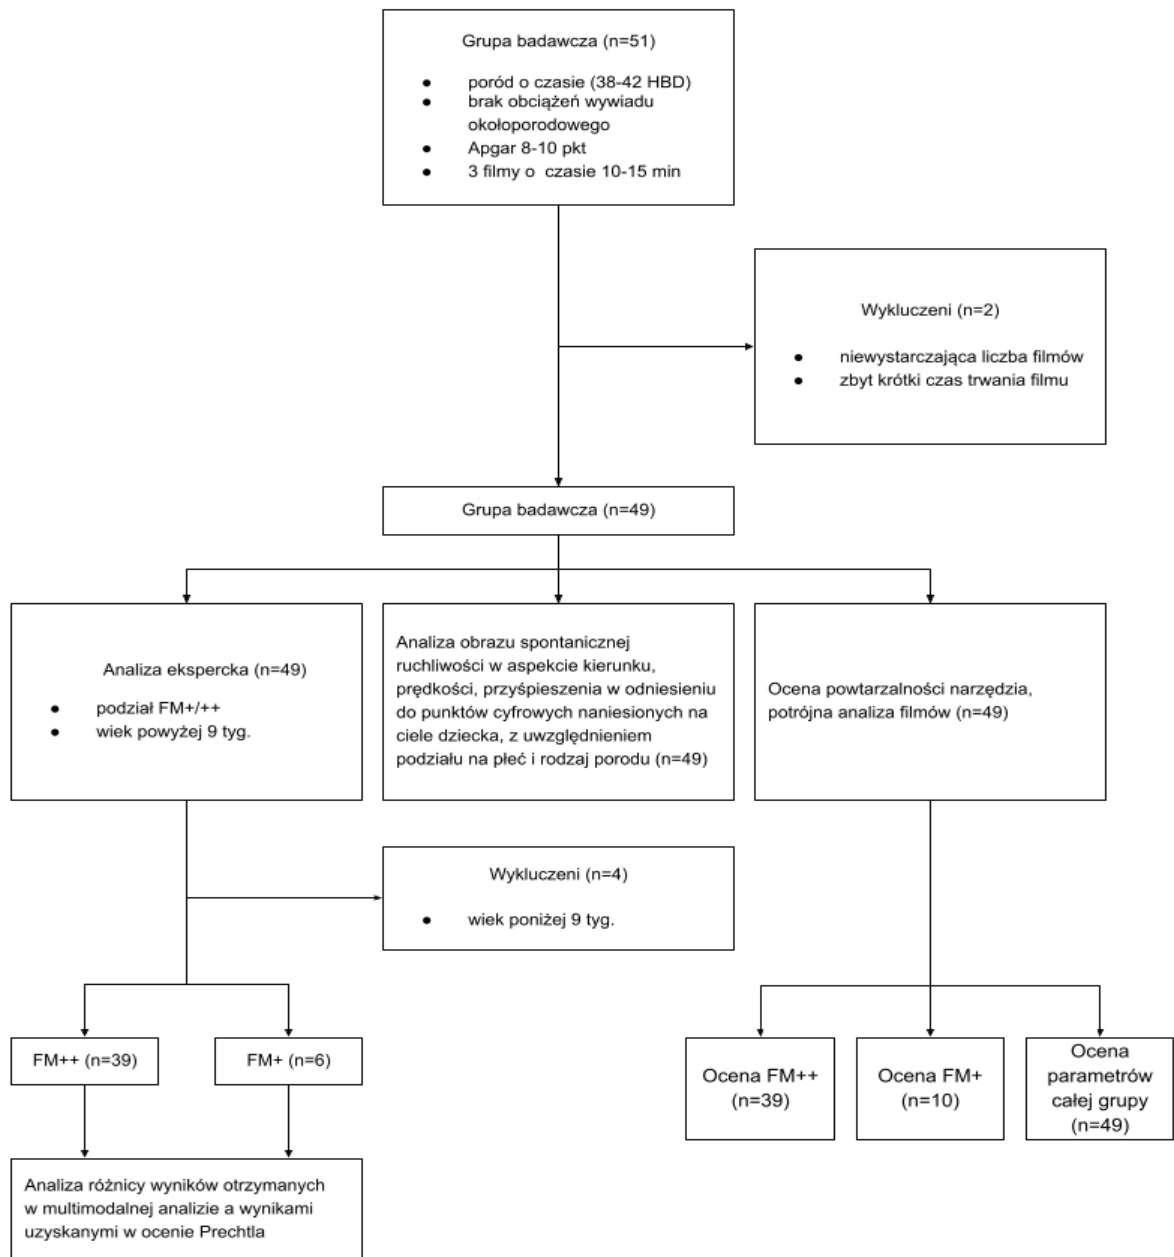 Grupa badawcza (n=51)
● poród o czasie (38-42 HBD)
● brak obciążeń wywiadu
okołoporodowego
● Apgar 8-10 pkt
● 3 filmy o czasie 10-15 min
Wykluczeni (n=2)
● niewystarczająca liczba filmów
● zbyt krótki czas trwania filmu
Grupa badawcza (n=49)
Analiza ekspercka (n=49)
● podział FM+/++
● wiek powyżej 9 tyg.
Analiza obrazu spontanicznej
ruchliwości w aspekcie kierunku,
prędkości, przyśpieszenia w odniesieniu
do punktów cyfrowych naniesionych na
ciele dziecka, z uwzględnieniem
podziału na płeć i rodzaj porodu (n=49)
Ocena powtarzalności narzędzia,
potrójna analiza filmów (n=49)
Wykluczeni (n=4)
● wiek poniżej 9 tyg.
FM++ (n=39)
FM+ (n=6)
Ocena FM++
(n=39)
Ocena FM+
(n=10)
Ocena
parametrów
całej grupy
(n=49)
Analiza różnicy wyników otrzymanych
w multimodalnej analizie a wynikami
uzyskanymi w ocenie Prechtla